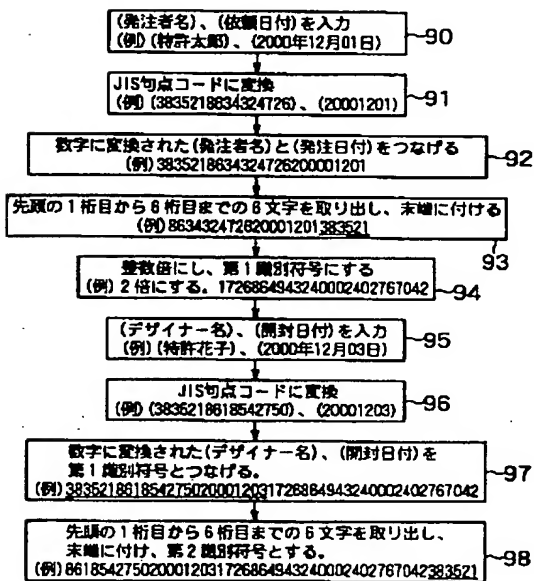 (発注者名)、(依頼日付)を入力
(例)(特許太郎)、(2000年12月01日)
90
JIS句点コードに変換
(例)(3835218634324726)、(20001201)
91
数字に変換された(発注者名)と(発注日付)をつなげる
(例)383521863432472620001201
92
先頭の1桁目から6桁目までの6文字を取り出し、末端に付ける
(例)863432472620001201383521
93
整数倍にし、第1識別符号にする
(例)2倍にする。1726864943240002402767042
94
(デザイナー名)、(開封日付)を入力
(例)(特許花子)、(2000年12月03日)
95
JIS句点コードに変換
(例)(3835218618542750)、(20001203)
96
数字に変換された(デザイナー名)、(開封日付)を
第1識別符号とつなげる。
(例)3835218618542750200012031726864943240002402767042
97
先頭の1桁目から6桁目までの6文字を取り出し、
末端に付け、第2識別符号とする。
(例)8618542750200012031726864943240002402767042383521
98